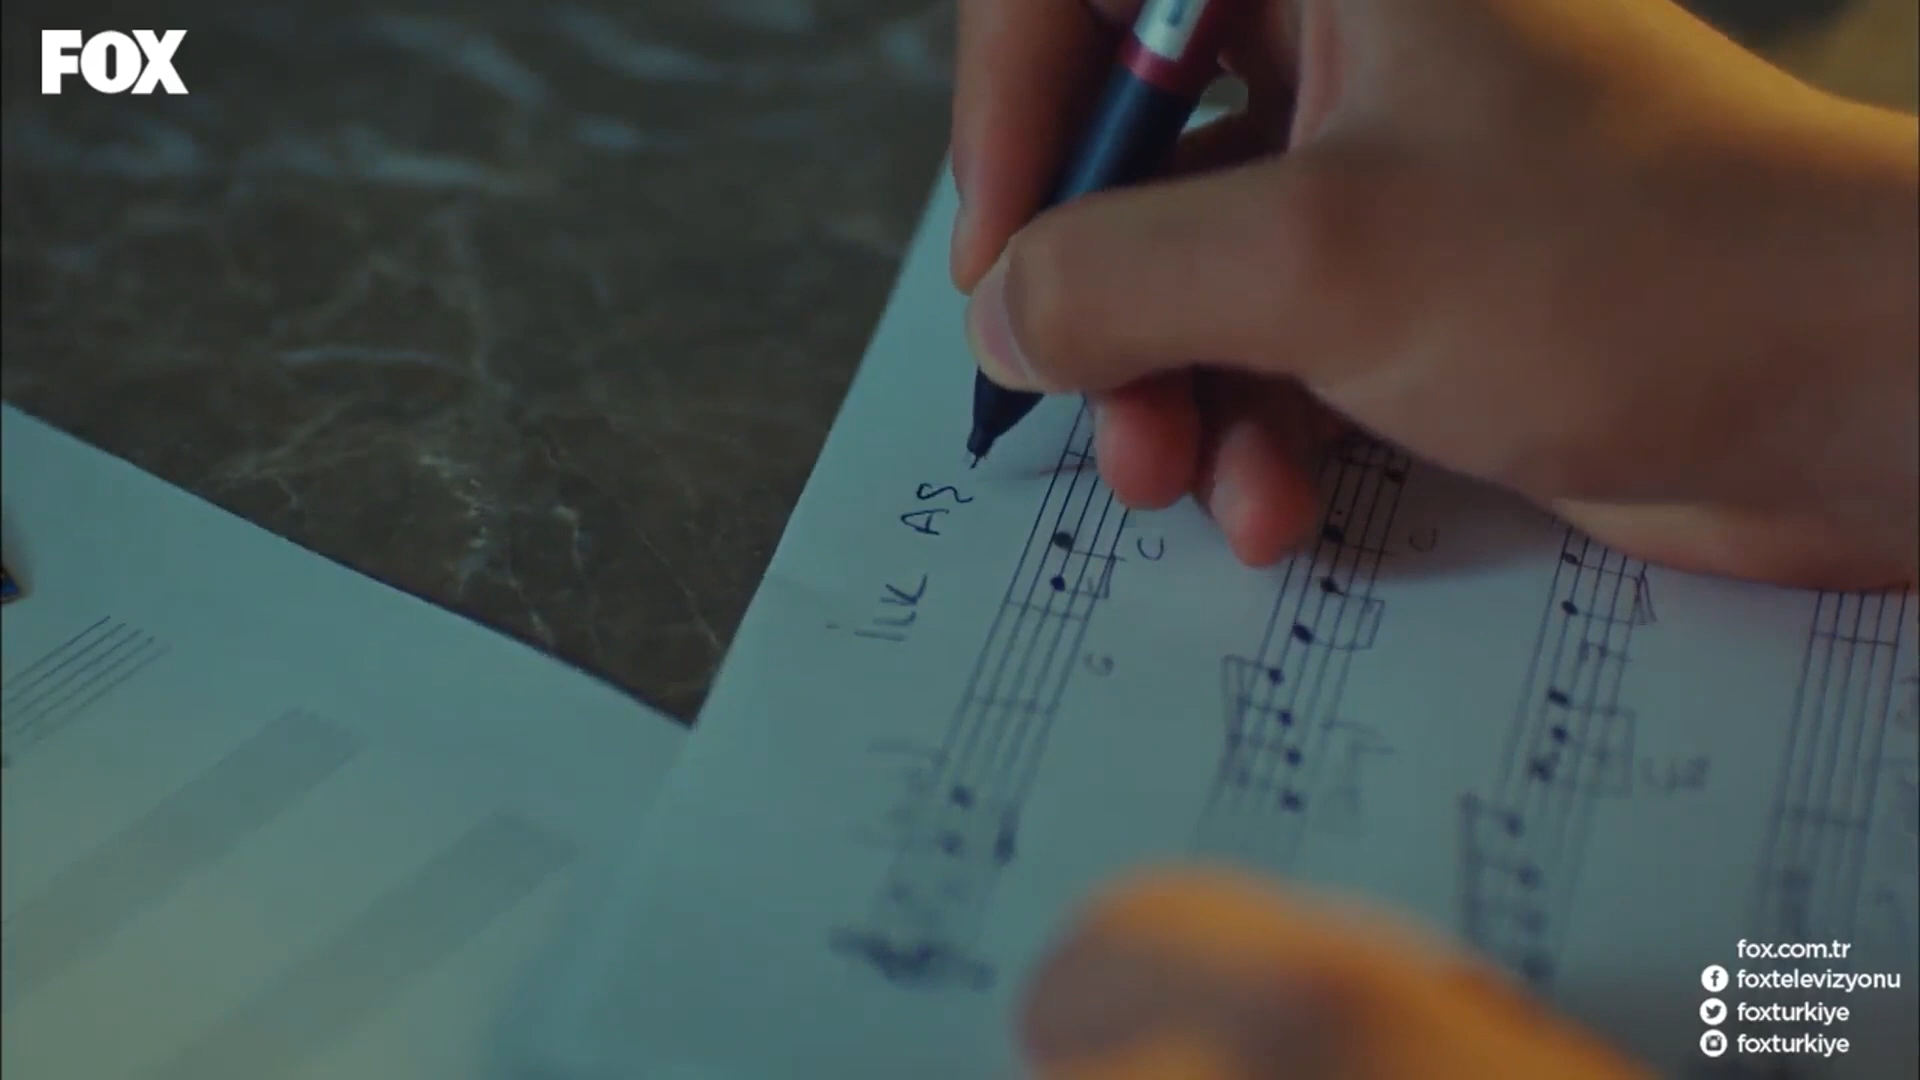 FOX
İLK AŞ
C
G
C
fox.com.tr
foxtelevizyonu
foxturkiye
foxturkiye